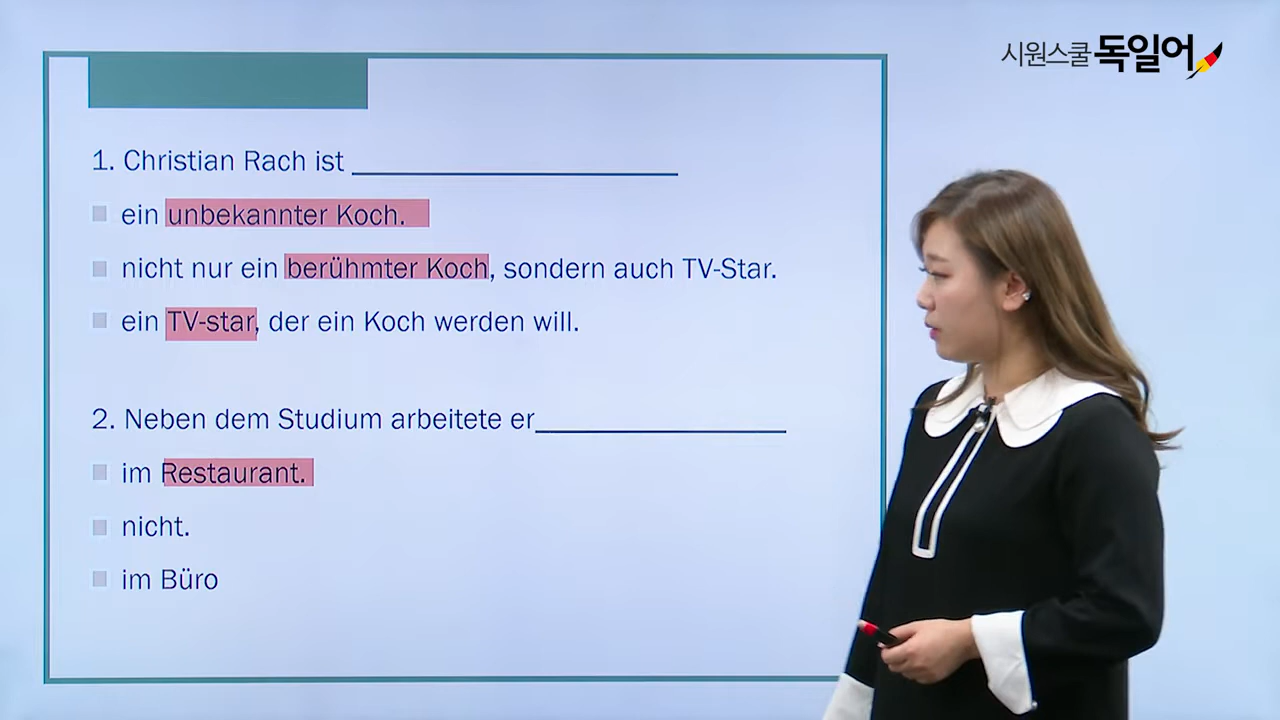 시원스쿨 독일어
1. Christian Rach ist
ein unbekannter Koch.
nicht nur ein berühmter Koch, sondern auch TV-Star.
ein TV-star, der ein Koch werden will.
2. Neben dem Studium arbeitete er
im Restaurant.
nicht.
im Büro